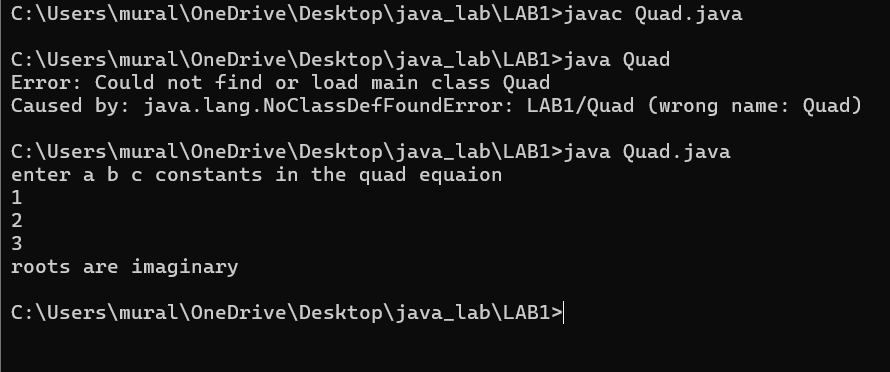 C:\Users\mural\OneDrive\Desktop\java_lab\LAB1>javac Quad.java
C:\Users\mural\OneDrive\Desktop\java_lab\LAB1>java Quad
Error: Could not find or load main class Quad
Caused by: java.lang.NoClassDefFoundError: LAB1/Quad (wrong name: Quad)
C:\Users\mural\OneDrive\Desktop\java_lab\LAB1>java Quad.java
enter a b c constants in the quad equaion
1
2
3
roots are imaginary
C:\Users\mural\OneDrive\Desktop\java_lab\LAB1>